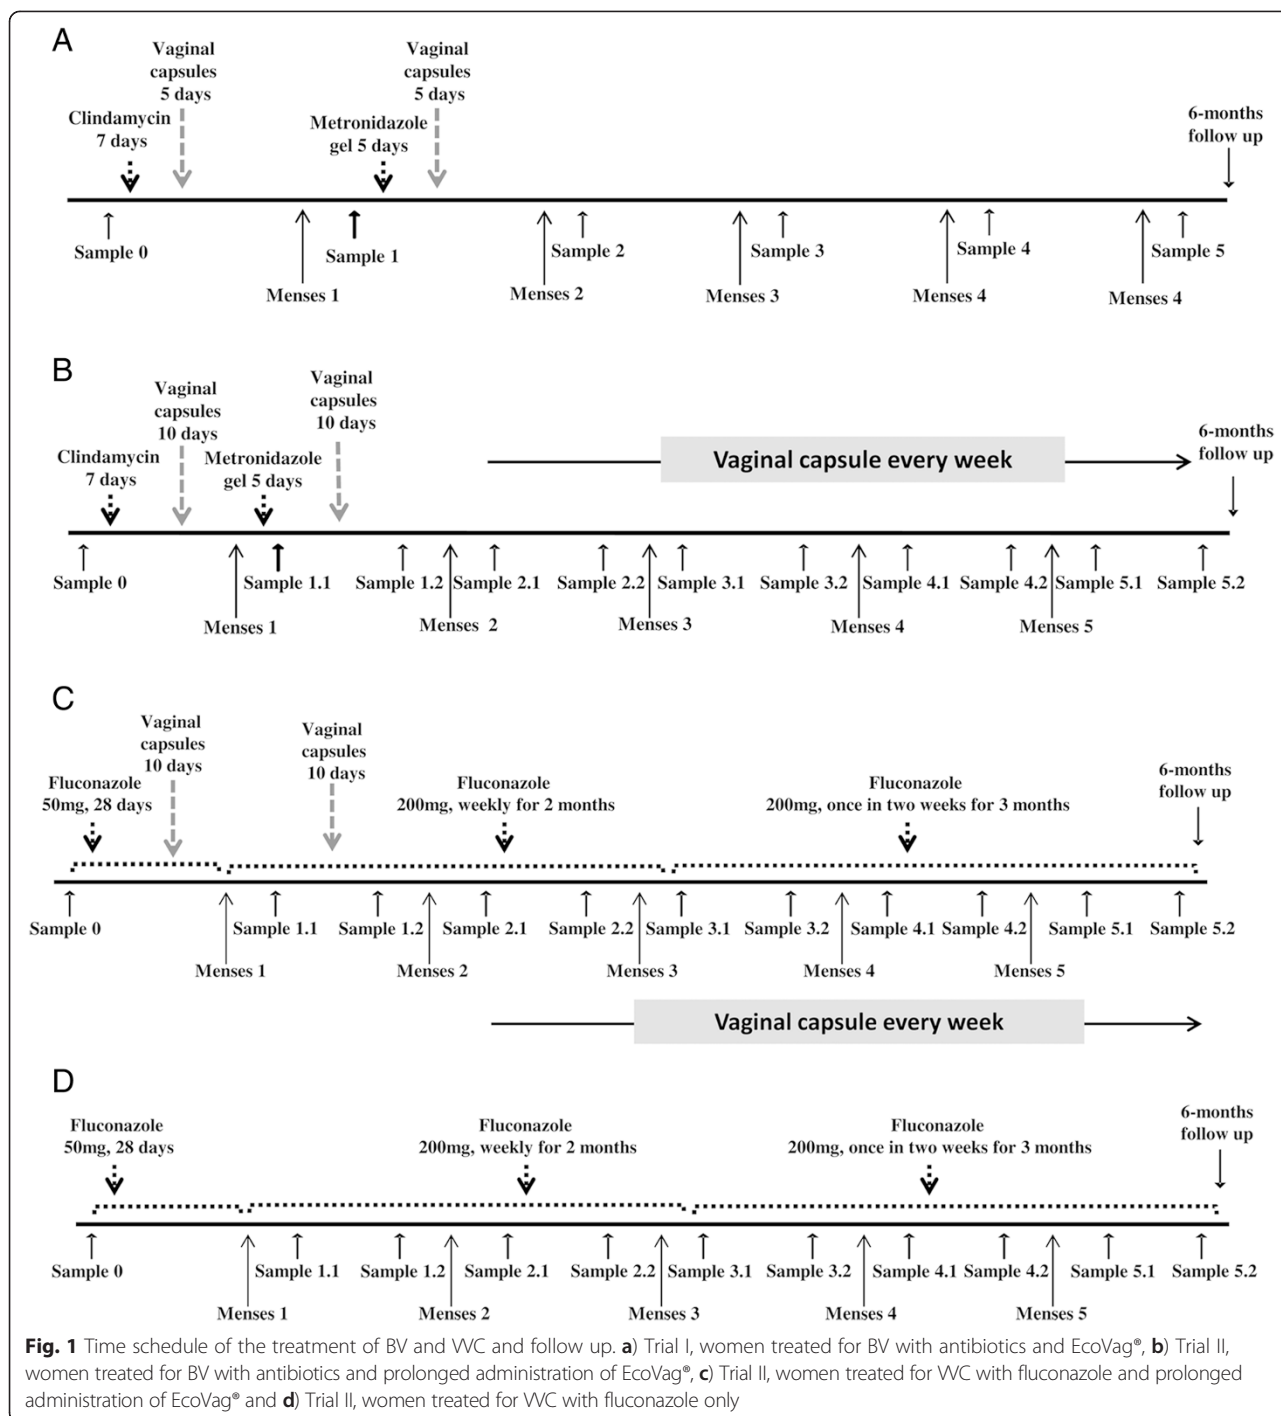 A
Vaginal
capsules
5 days
Vaginal
capsules
5 days
Clindamycin
7 days
Metronidazole
gel 5 days
6-months
follow up
Sample 0
Sample 1
Sample 2
Sample 3
Sample 4
Sample 5
Menses 1
Menses 2
Menses 3
Menses 4
Menses 4
B
Vaginal
capsules
10 days
Vaginal
capsules
10 days
Clindamycin
7 days
Metronidazole
gel 5 days
Vaginal capsule every week
6-months
follow up
Sample 0
Sample 1.1
Sample 1.2
Sample 2.1
Sample 2.2
Sample 3.1
Sample 3.2
Sample 4.1
Sample 4.2
Sample 5.1
Sample 5.2
Menses 1
Menses 2
Menses 3
Menses 4
Menses 5
C
Vaginal
capsules
10 days
Vaginal
capsules
10 days
Fluconazole
50mg, 28 days
Fluconazole
200mg, weekly for 2 months
Fluconazole
200mg, once in two weeks for 3 months
6-months
follow up
Sample 0
Sample 1.1
Sample 1.2
Sample 2.1
Sample 2.2
Sample 3.1
Sample 3.2
Sample 4.1
Sample 4.2
Sample 5.1
Sample 5.2
Menses 1
Menses 2
Menses 3
Menses 4
Menses 5
Vaginal capsule every week
D
Fluconazole
50mg, 28 days
Fluconazole
200mg, weekly for 2 months
Fluconazole
200mg, once in two weeks for 3 months
6-months
follow up
Sample 0
Sample 1.1
Sample 1.2
Sample 2.1
Sample 2.2
Sample 3.1
Sample 3.2
Sample 4.1
Sample 4.2
Sample 5.1
Sample 5.2
Menses 1
Menses 2
Menses 3
Menses 4
Menses 5
Fig. 1 Time schedule of the treatment of BV and VVC and follow up. a) Trial I, women treated for BV with antibiotics and EcoVag®, b) Trial II,
women treated for BV with antibiotics and prolonged administration of EcoVag®, c) Trial II, women treated for VVC with fluconazole and prolonged
administration of EcoVag® and d) Trial II, women treated for VVC with fluconazole only